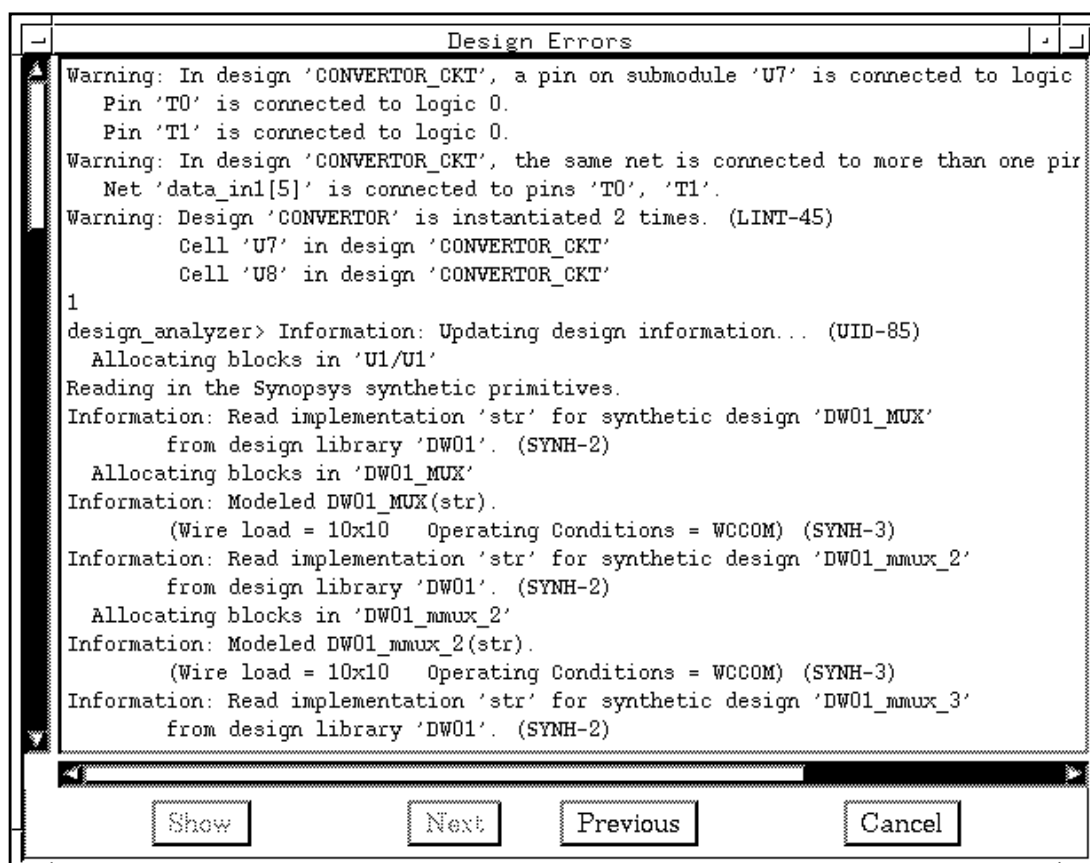 Design Errors
Warning: In design 'CONVERTOR_CKT', a pin on submodule 'U7' is connected to logic
Pin 'T0' is connected to logic 0.
Pin 'T1' is connected to logic 0.
Warning: In design 'CONVERTOR_CKT', the same net is connected to more than one pin
Net 'data_in1[5]' is connected to pins 'T0', 'T1'.
Warning: Design 'CONVERTOR' is instantiated 2 times. (LINT-45)
Cell 'U7' in design 'CONVERTOR_CKT'
Cell 'U8' in design 'CONVERTOR_CKT'
1
design_analyzer> Information: Updating design information... (UID-85)
Allocating blocks in 'U1/U1'
Reading in the Synopsys synthetic primitives.
Information: Read implementation 'str' for synthetic design 'DW01_MUX'
from design library 'DW01'. (SYNH-2)
Allocating blocks in 'DW01_MUX'
Information: Modeled DW01_MUX(str).
(Wire load = 10x10 Operating Conditions = WCCOM) (SYNH-3)
Information: Read implementation 'str' for synthetic design 'DW01_mmux_2'
from design library 'DW01'. (SYNH-2)
Allocating blocks in 'DW01_mmux_2'
Information: Modeled DW01_mmux_2(str).
(Wire load = 10x10 Operating Conditions = WCCOM) (SYNH-3)
Information: Read implementation 'str' for synthetic design 'DW01_mmux_3'
from design library 'DW01'. (SYNH-2)
Show Next Previous Cancel